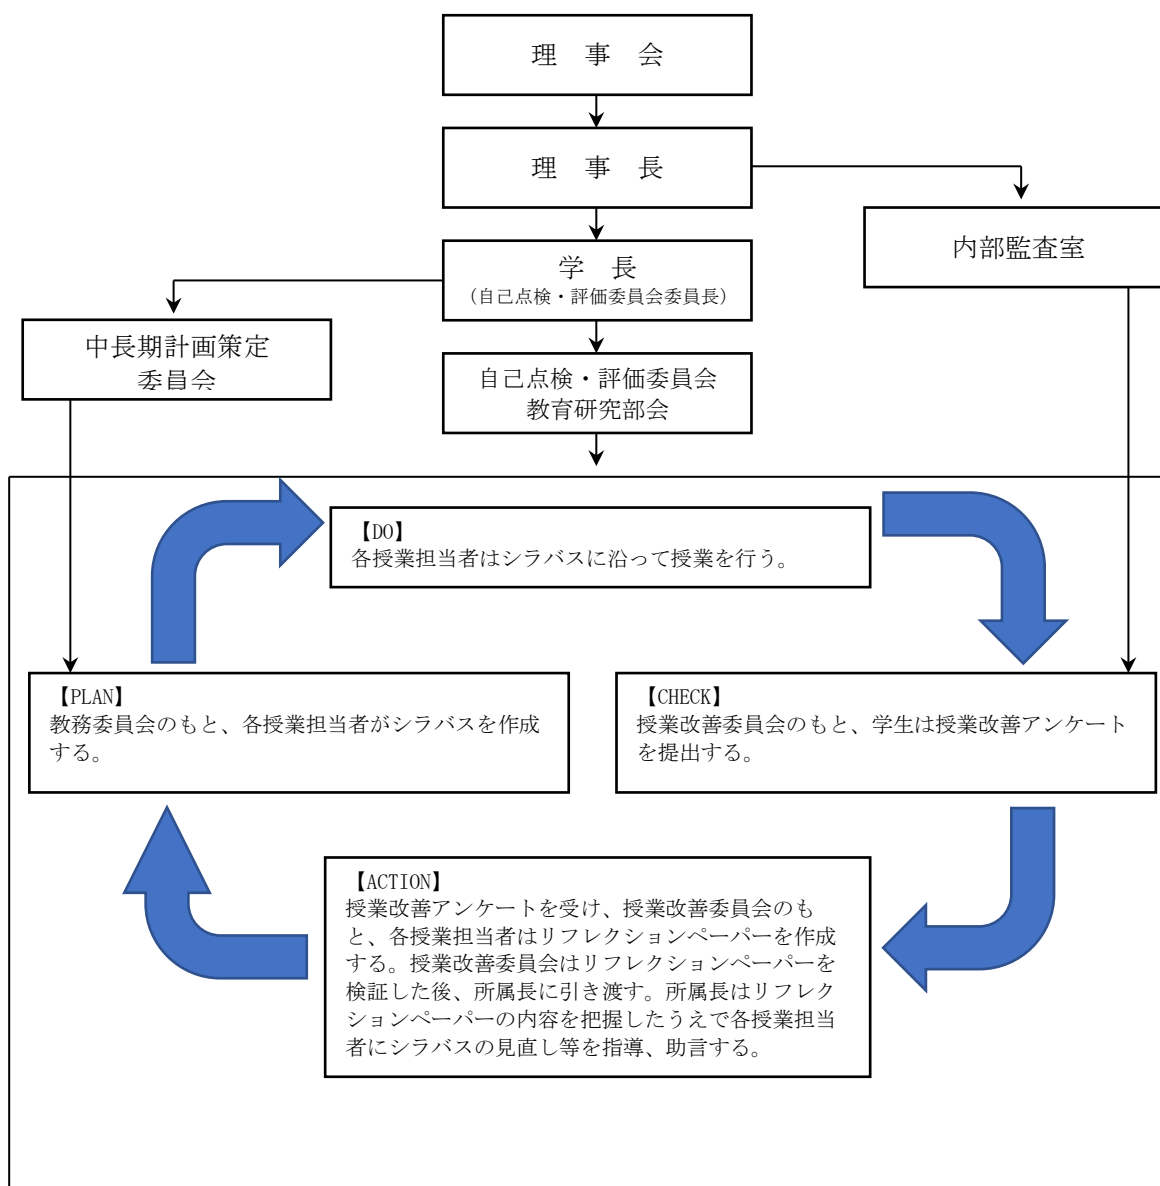 理 事 会
理 事 長
内部監査室
学 長
（自己点検・評価委員会委員長）
中長期計画策定
委員会
自己点検・評価委員会
教育研究部会
【DO】
各授業担当者はシラバスに沿って授業を行う。
【PLAN】
教務委員会のもと、各授業担当者がシラバスを作成
する。
【CHECK】
授業改善委員会のもと、学生は授業改善アンケート
を提出する。
【ACTION】
授業改善アンケートを受け、授業改善委員会のも
と、各授業担当者はリフレクションペーパーを作成
する。授業改善委員会はリフレクションペーパーを
検証した後、所属長に引き渡す。所属長はリフレク
ションペーパーの内容を把握したうえで各授業担当
者にシラバスの見直し等を指導、助言する。